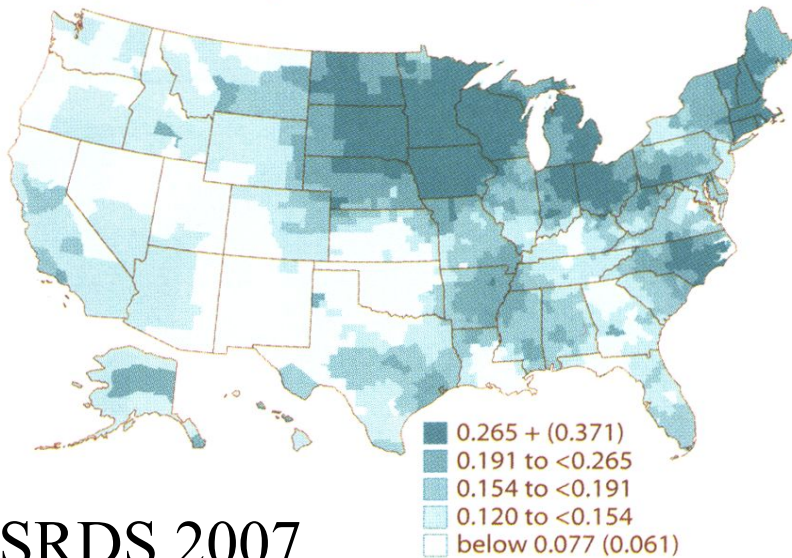 0.265 + (0.371)
0.191 to <0.265
0.154 to <0.191
0.120 to <0.154
below 0.077 (0.061)
SRDS 2007